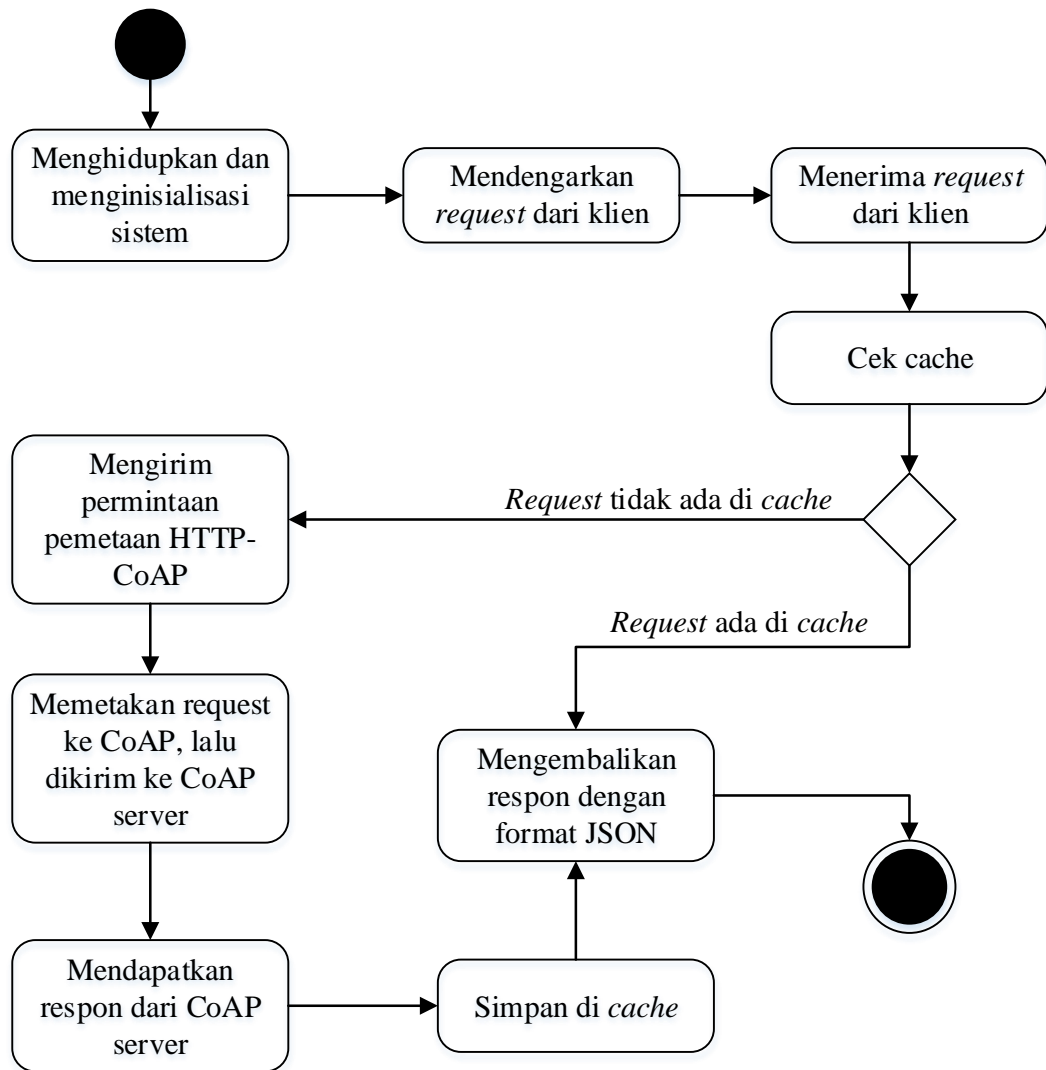 Menghidupkan dan
menginisialisasi
sistem
Mendengarkan
request dari klien
Menerima request
dari klien
Cek cache
Request tidak ada di cache
Mengirim
permintaan
pemetaan HTTP-
CoAP
Request ada di cache
Memetakan request
ke CoAP, lalu
dikirim ke CoAP
server
Mengembalikan
respon dengan
format JSON
Mendapatkan
respon dari CoAP
server
Simpan di cache